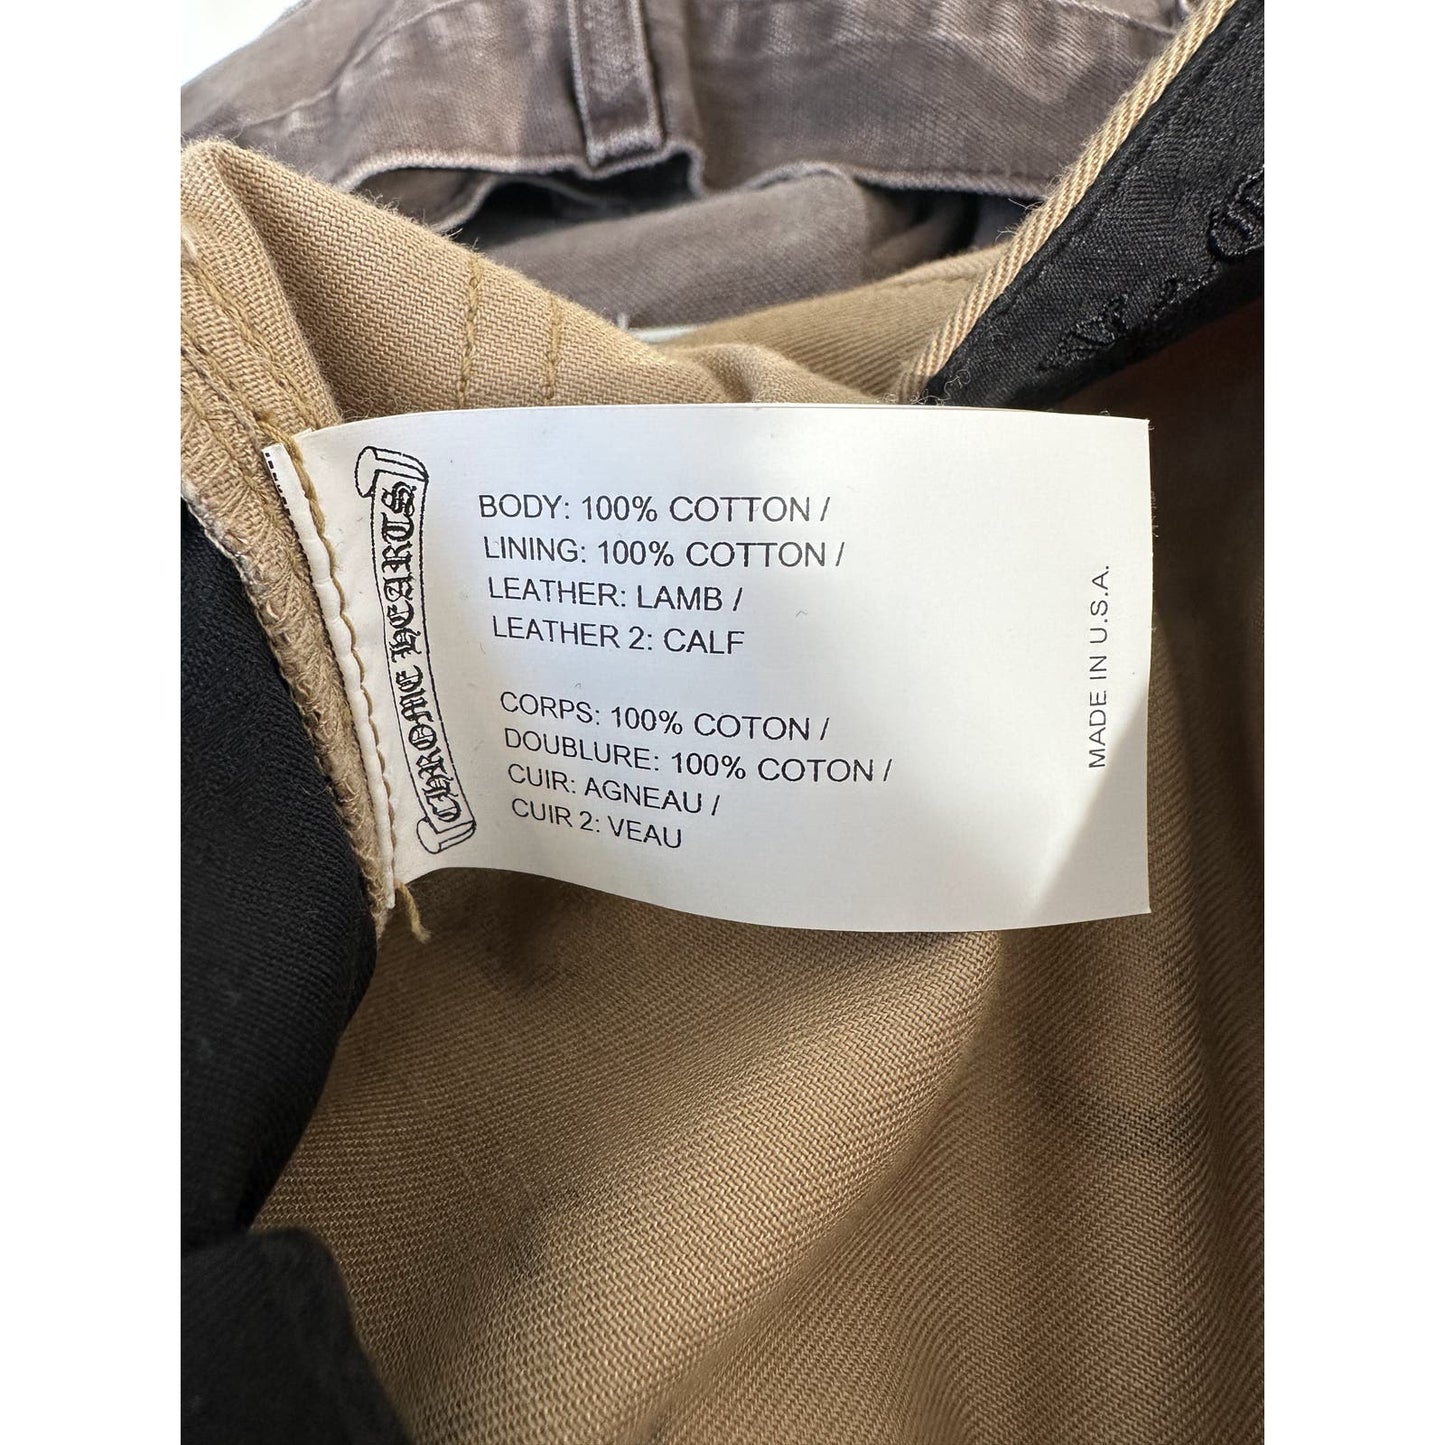 CHROME HEARTS
BODY: 100% COTTON /
LINING: 100% COTTON /
LEATHER: LAMB /
LEATHER 2: CALF
CORPS: 100% COTON /
DOUBLURE: 100% COTON /
CUIR: AGNEAU /
CUIR 2: VEAU
MADE IN U.S.A.